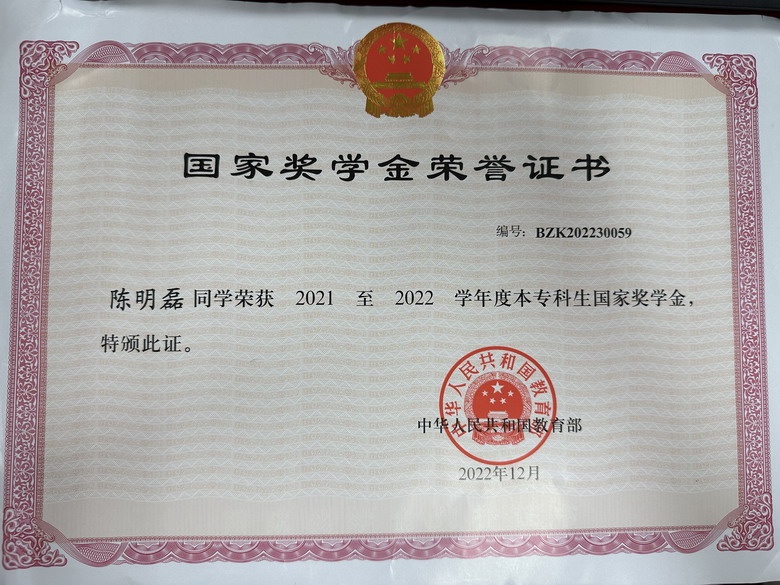 国家奖学金荣誉证书
编号：BZK202230059
陈明磊同学荣获 2021 至 2022 学年度本专科生国家奖学金，
特颁此证。
中华人民共和国教育部
中华人民共和国教育部
2022年12月